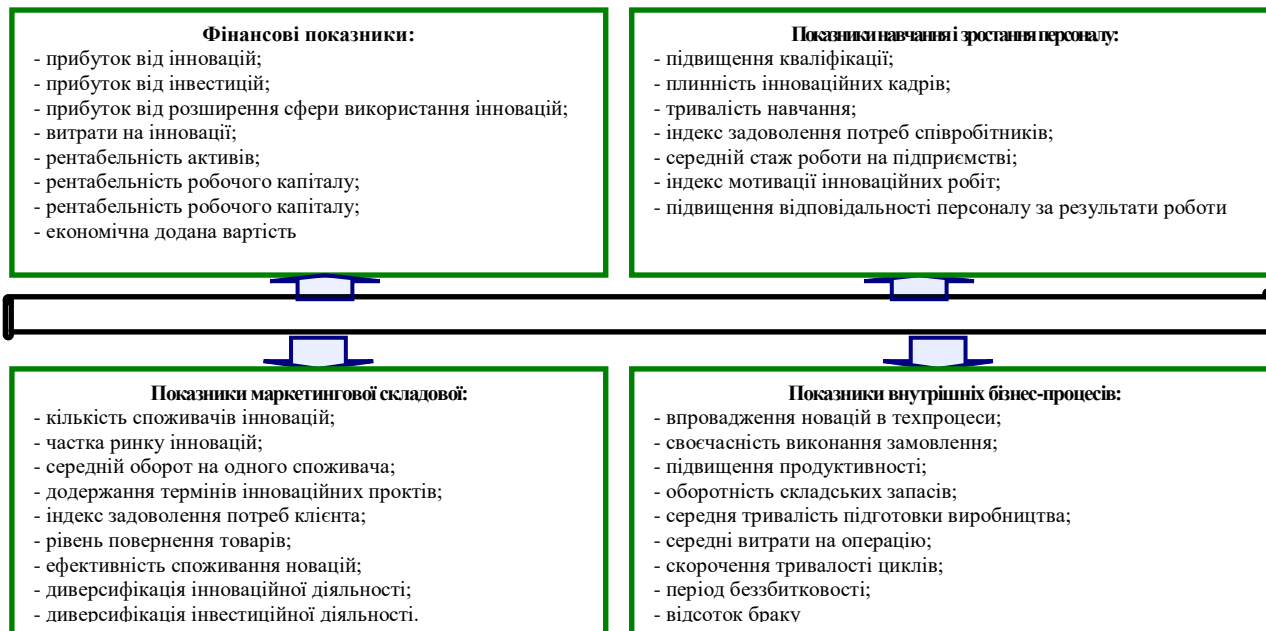 Фінансові показники:
- прибуток від інновацій;
- прибуток від інвестицій;
- прибуток від розширення сфери використання інновацій;
- витрати на інновації;
- рентабельність активів;
- рентабельність робочого капіталу;
- рентабельність робочого капіталу;
- економічна додана вартість
Показники навчання і зростання персоналу:
- підвищення кваліфікації;
- плинність інноваційних кадрів;
- тривалість навчання;
- індекс задоволення потреб співробітників;
- середній стаж роботи на підприємстві;
- індекс мотивації інноваційних робіт;
- підвищення відповідальності персоналу за результати роботи
Показники маркетингової складової:
- кількість споживачів інновацій;
- частка ринку інновацій;
- середній оборот на одного споживача;
- додержання термінів інноваційних проктів;
- індекс задоволення потреб клієнта;
- рівень повернення товарів;
- ефективність споживання новацій;
- диверсифікація інноваційної діяльності;
- диверсифікація інвестиційної діяльності.
Показники внутрішніх бізнес-процесів:
- впровадження новацій в техпроцеси;
- своєчасність виконання замовлення;
- підвищення продуктивності;
- оборотність складських запасів;
- середня тривалість підготовки виробництва;
- середні витрати на операцію;
- скорочення тривалості циклів;
- період беззбитковості;
- відсоток браку